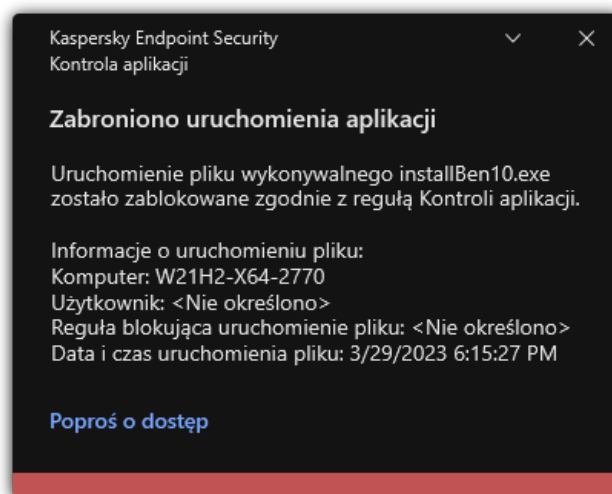 Kaspersky Endpoint Security
Kontrola aplikacji
Zabroniono uruchomienia aplikacji
Uruchomienie pliku wykonywalnego installBen10.exe
zostało zablokowane zgodnie z regułą Kontroli aplikacji.
Informacje o uruchomieniu pliku:
Komputer: W21H2-X64-2770
Użytkownik: <Nie określono>
Reguła blokująca uruchomienie pliku: <Nie określono>
Data i czas uruchomienia pliku: 3/29/2023 6:15:27 PM
Poproś o dostęp